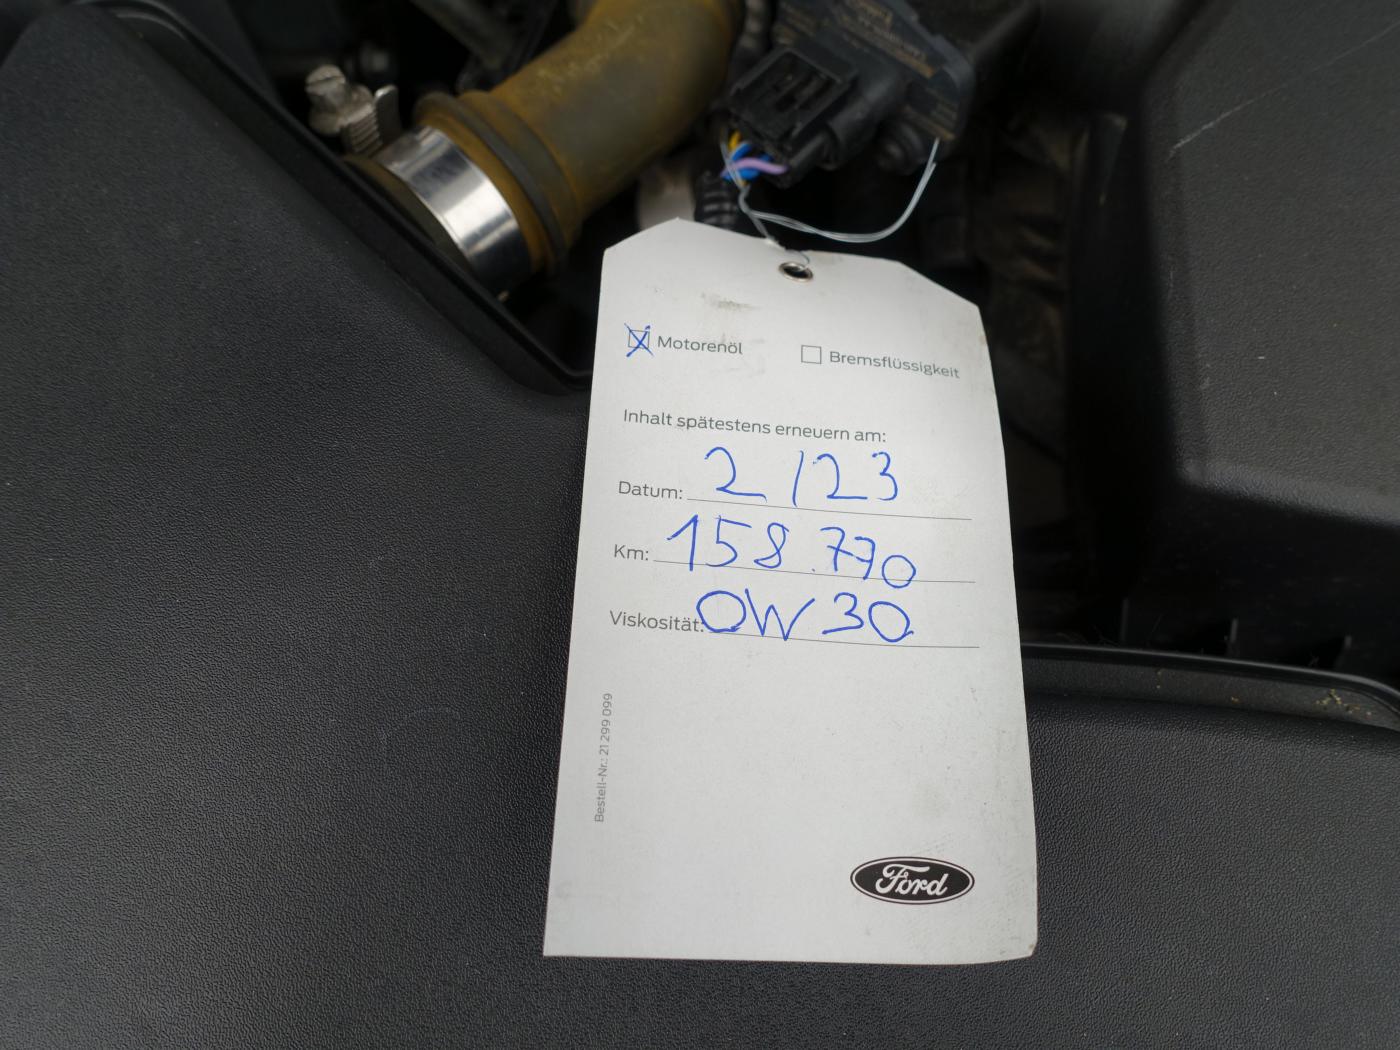 Motorenöl Bremsflüssigkeit
Inhalt spätestens erneuern am:
Datum: 2/23
Km: 158.770
Viskosität: 0W30
Bestell-Nr.: 21 299 099
Ford